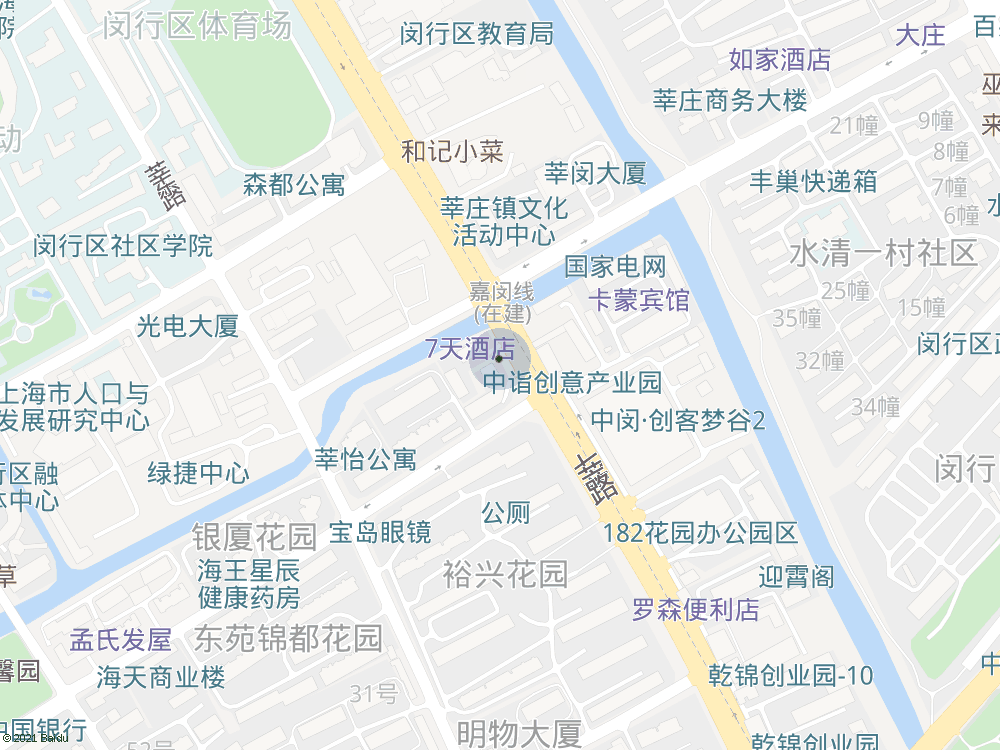 闵行区体育场
闵行区教育局
大庄
如家酒店
莘庄商务大楼
21幢
9幢
8幢
7幢
6幢
和记小菜
莘闵大厦
丰巢快递箱
森都公寓
莘庄镇文化
活动中心
闵行区社区学院
国家电网
水清一村社区
嘉闵线
(在建)
卡蒙宾馆
25幢
15幢
35幢
光电大厦
7天酒店
32幢
中诣创意产业园
34幢
上海市人口与
发展研究中心
中闵·创客梦谷2
莘怡公寓
绿捷中心
银厦花园
宝岛眼镜
公厕
182花园办公园区
海王星辰
健康药房
裕兴花园
迎霄阁
罗森便利店
孟氏发屋
东苑锦都花园
海天商业楼
31号
乾锦创业园-10
明物大厦
乾锦创业园
中国银行
© 2021 Baidu